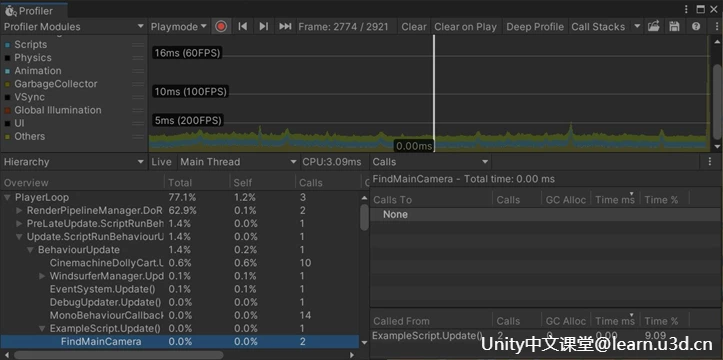 Profiler
Profiler Modules Playmode Frame: 2774 / 2921 Clear Clear on Play Deep Profile Call Stacks
Scripts
Physics
Animation
GarbageCollector
VSync
Global Illumination
UI
Others
16ms (60FPS)
10ms (100FPS)
5ms (200FPS)
0.00ms
Hierarchy Live Main Thread CPU:3.09ms Calls
Overview Total Self Calls
PlayerLoop 77.1% 1.2% 3
RenderPipelineManager.DoR 62.9% 0.1% 2
PreLateUpdate.ScriptRunBeh 1.4% 0.0% 1
Update.ScriptRunBehaviourU 1.4% 0.0% 1
BehaviourUpdate 1.4% 0.2% 1
CinemachineDollyCart.U 0.6% 0.6% 10
WindsurferManager.Upd 0.1% 0.0% 1
EventSystem.Update() 0.0% 0.0% 1
DebugUpdater.Update() 0.0% 0.0% 1
MonoBehaviourCallback 0.0% 0.0% 14
ExampleScript.Update() 0.0% 0.0% 1
FindMainCamera 0.0% 0.0% 2
FindMainCamera - Total time: 0.00 ms
Calls To Calls GC Alloc Time ms Time %
None
Called From Calls GC Alloc Time ms Time %
ExampleScript.Update() 2 0 0.00 9.09
Unity中文课堂@learn.u3d.cn